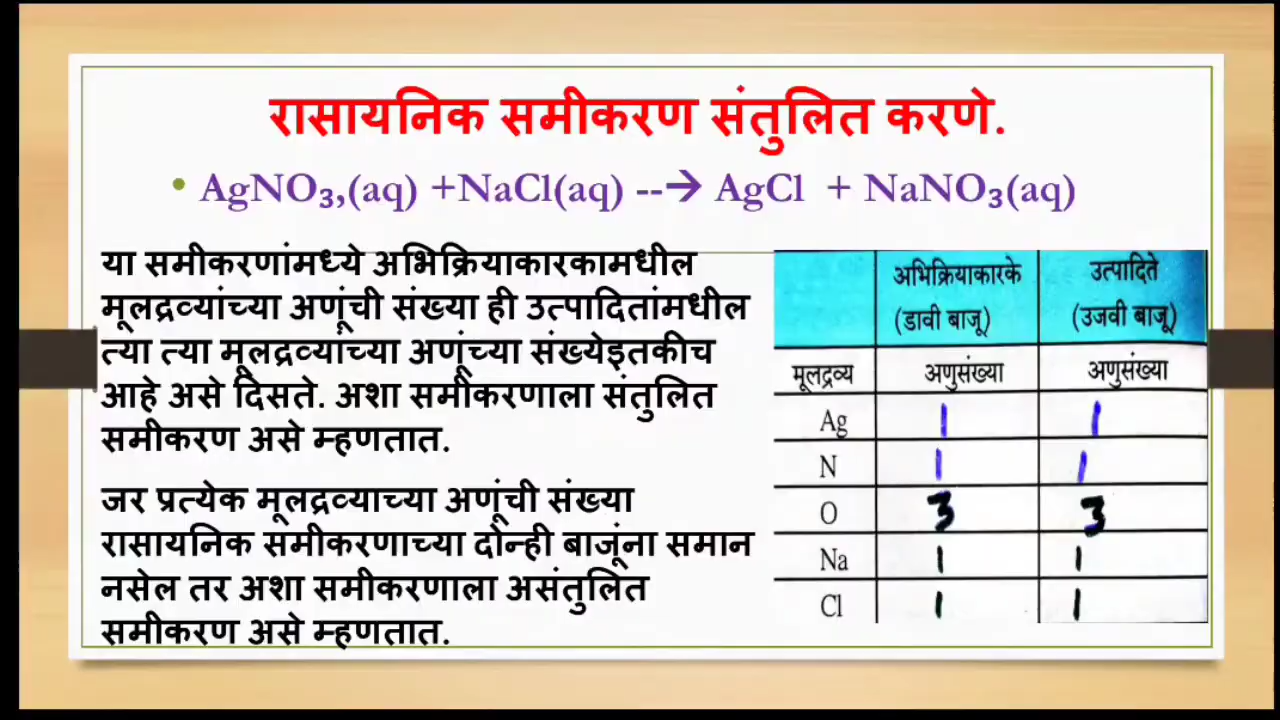 रासायनिक समीकरण संतुलित करणे.
• AgNO₃,(aq) +NaCl(aq) --→ AgCl + NaNO₃(aq)
या समीकरणांमध्ये अभिक्रियाकारकामधील
मूलद्रव्यांच्या अणूंची संख्या ही उत्पादितांमधील
त्या त्या मूलद्रव्यांच्या अणूंच्या संख्येइतकीच
आहे असे दिसते. अशा समीकरणाला संतुलित
समीकरण असे म्हणतात.
जर प्रत्येक मूलद्रव्याच्या अणूंची संख्या
रासायनिक समीकरणाच्या दोन्ही बाजूंना समान
नसेल तर अशा समीकरणाला असंतुलित
समीकरण असे म्हणतात.
अभिक्रियाकारके उत्पादिते
(डावी बाजू) (उजवी बाजू)
मूलद्रव्य अणुसंख्या अणुसंख्या
Ag 1 1
N 1 1
O 3 3
Na 1 1
Cl 1 1